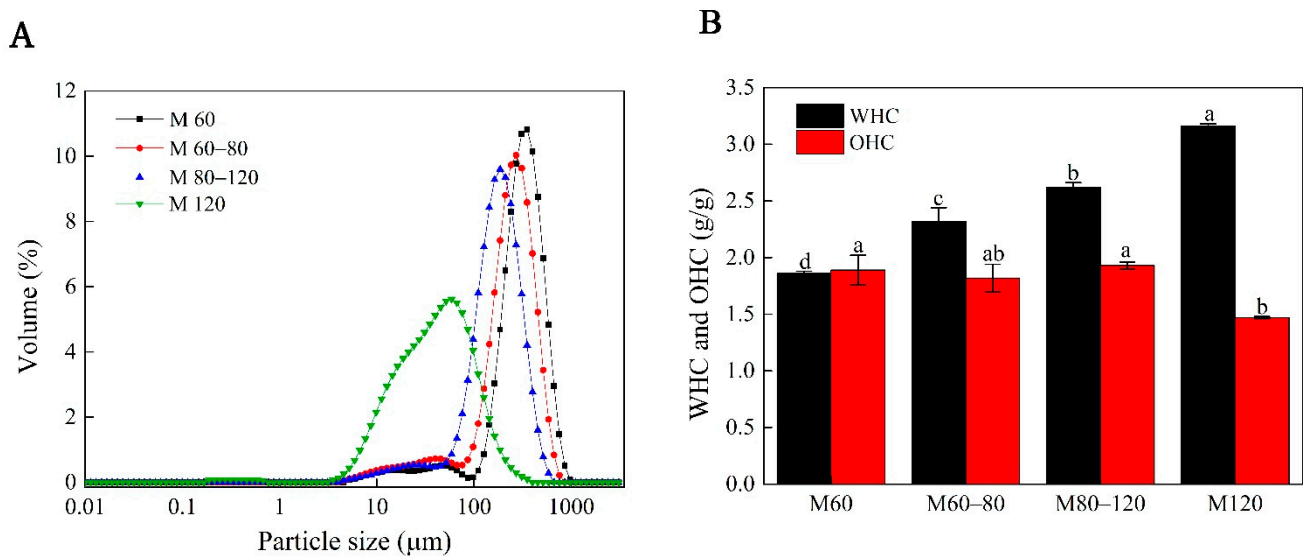 A
12
10
8
6
4
2
0
Volume (%)
M 60
M 60–80
M 80–120
M 120
0.01 0.1 1 10 100 1000
Particle size (μm)
B
3.5
3.0
2.5
2.0
1.5
1.0
0.5
0.0
WHC and OHC (g/g)
WHC
OHC
d a c ab b a a b
M60 M60–80 M80–120 M120